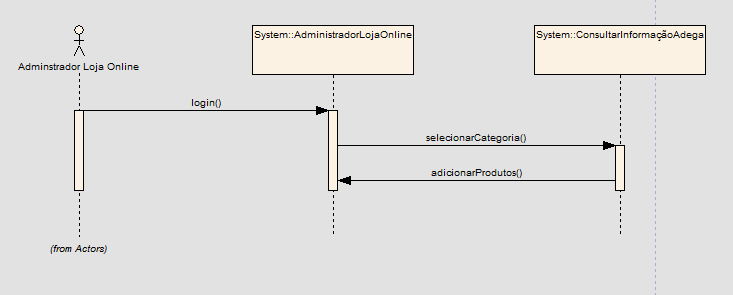 System::AdministradorLojaOnline
System::ConsultarInformaçãoAdega
Adminstrador Loja Online
login()
selecionarCategoria()
adicionarProdutos()
(from Actors)